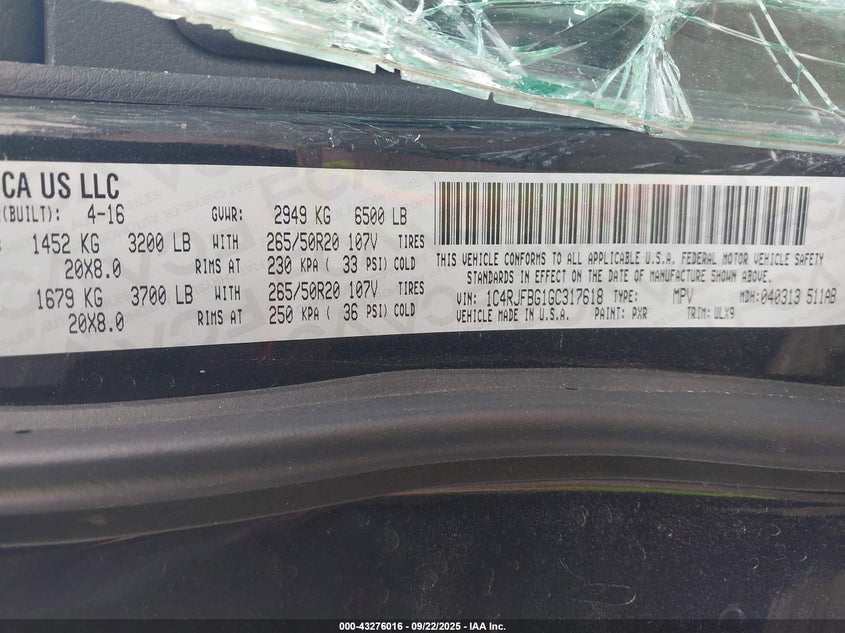 CA US LLC
(BUILT): 4-16 GVWR: 2949 KG 6500 LB
1452 KG 3200 LB WITH 265/50R20 107V TIRES
20X8.0 RIMS AT 230 KPA ( 33 PSI) COLD
1679 KG 3700 LB WITH 265/50R20 107V TIRES
20X8.0 RIMS AT 250 KPA ( 36 PSI) COLD
THIS VEHICLE CONFORMS TO ALL APPLICABLE U.S.A. FEDERAL MOTOR VEHICLE SAFETY
STANDARDS IN EFFECT ON THE DATE OF MANUFACTURE SHOWN ABOVE.
VIN: 1C4RJFBG1GC317618 TYPE: MPV MDH:040313 511AB
VEHICLE MADE IN U.S.A. PAINT: PXR TRIM: ULX9
000-43276016 - 09/22/2025 - IAA Inc.